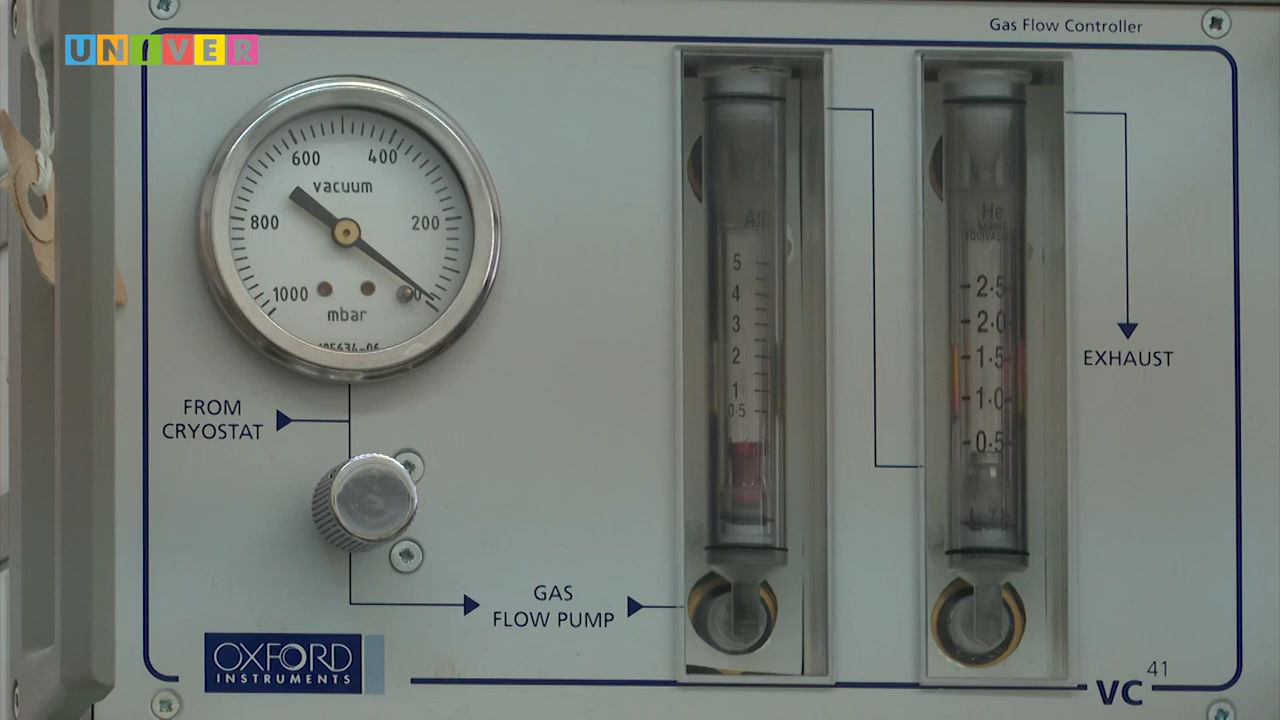 UNIVER
Gas Flow Controller
600 400
vacuum
800 200
1000 0
mbar
FROM
CRYOSTAT
GAS
FLOW PUMP
5
4
3
2
1
0·5
He
2·5
2·0
1·5
1·0
0·5
EXHAUST
OXFORD
INSTRUMENTS
VC 41